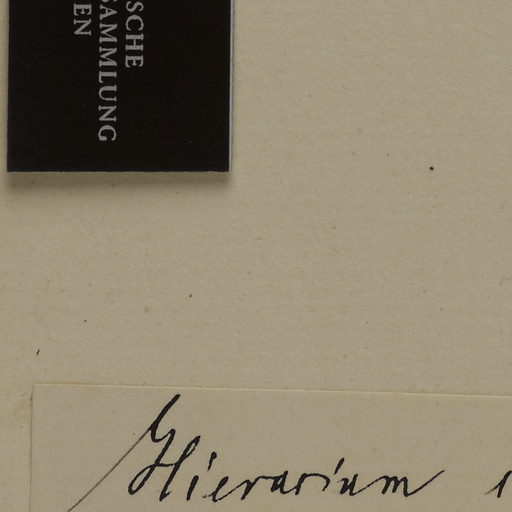 SCHE
SAMMLUNG
EN
Hieracium